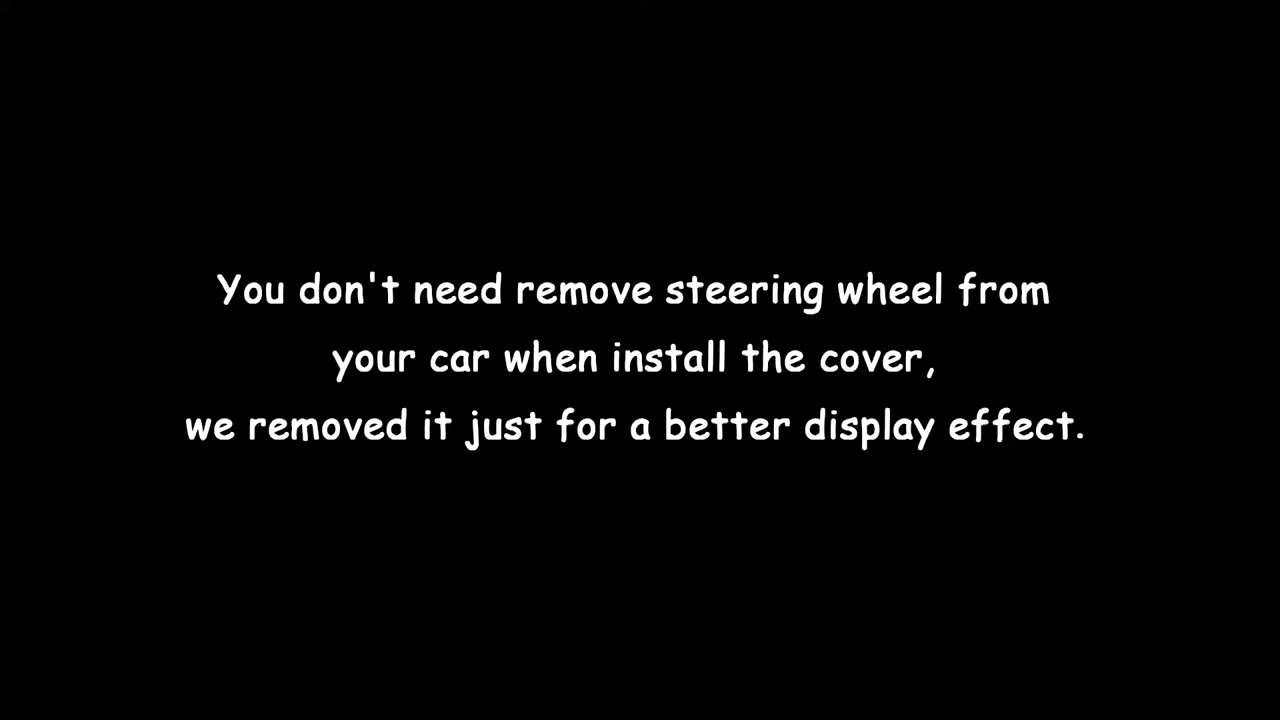 You don't need remove steering wheel from
your car when install the cover,
we removed it just for a better display effect.